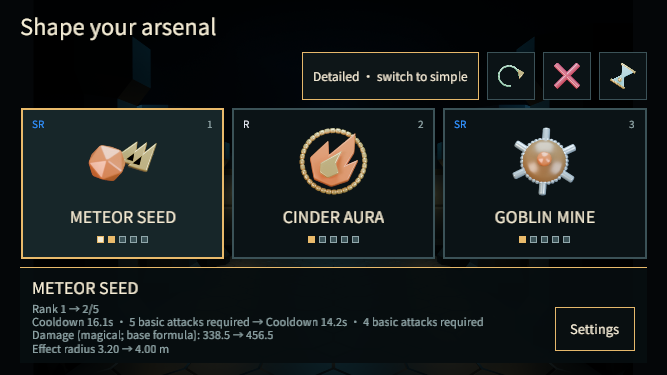 Shape your arsenal
Detailed • switch to simple
SR 1
METEOR SEED
R 2
CINDER AURA
SR 3
GOBLIN MINE
METEOR SEED
Rank 1 → 2/5
Cooldown 16.1s • 5 basic attacks required → Cooldown 14.2s • 4 basic attacks required
Damage (magical; base formula): 338.5 → 456.5
Effect radius 3.20 → 4.00 m
Settings